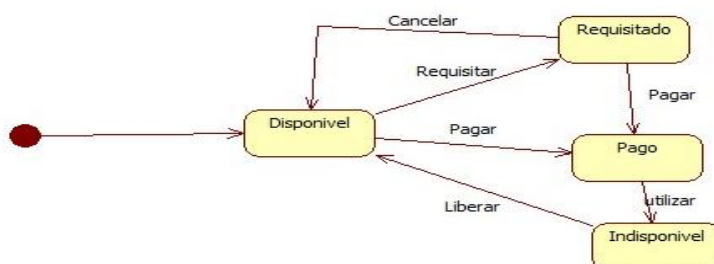 Cancelar
Requisitado
Requisitar
Pagar
Disponivel
Pagar
Pago
Liberar
utilizar
Indisponivel